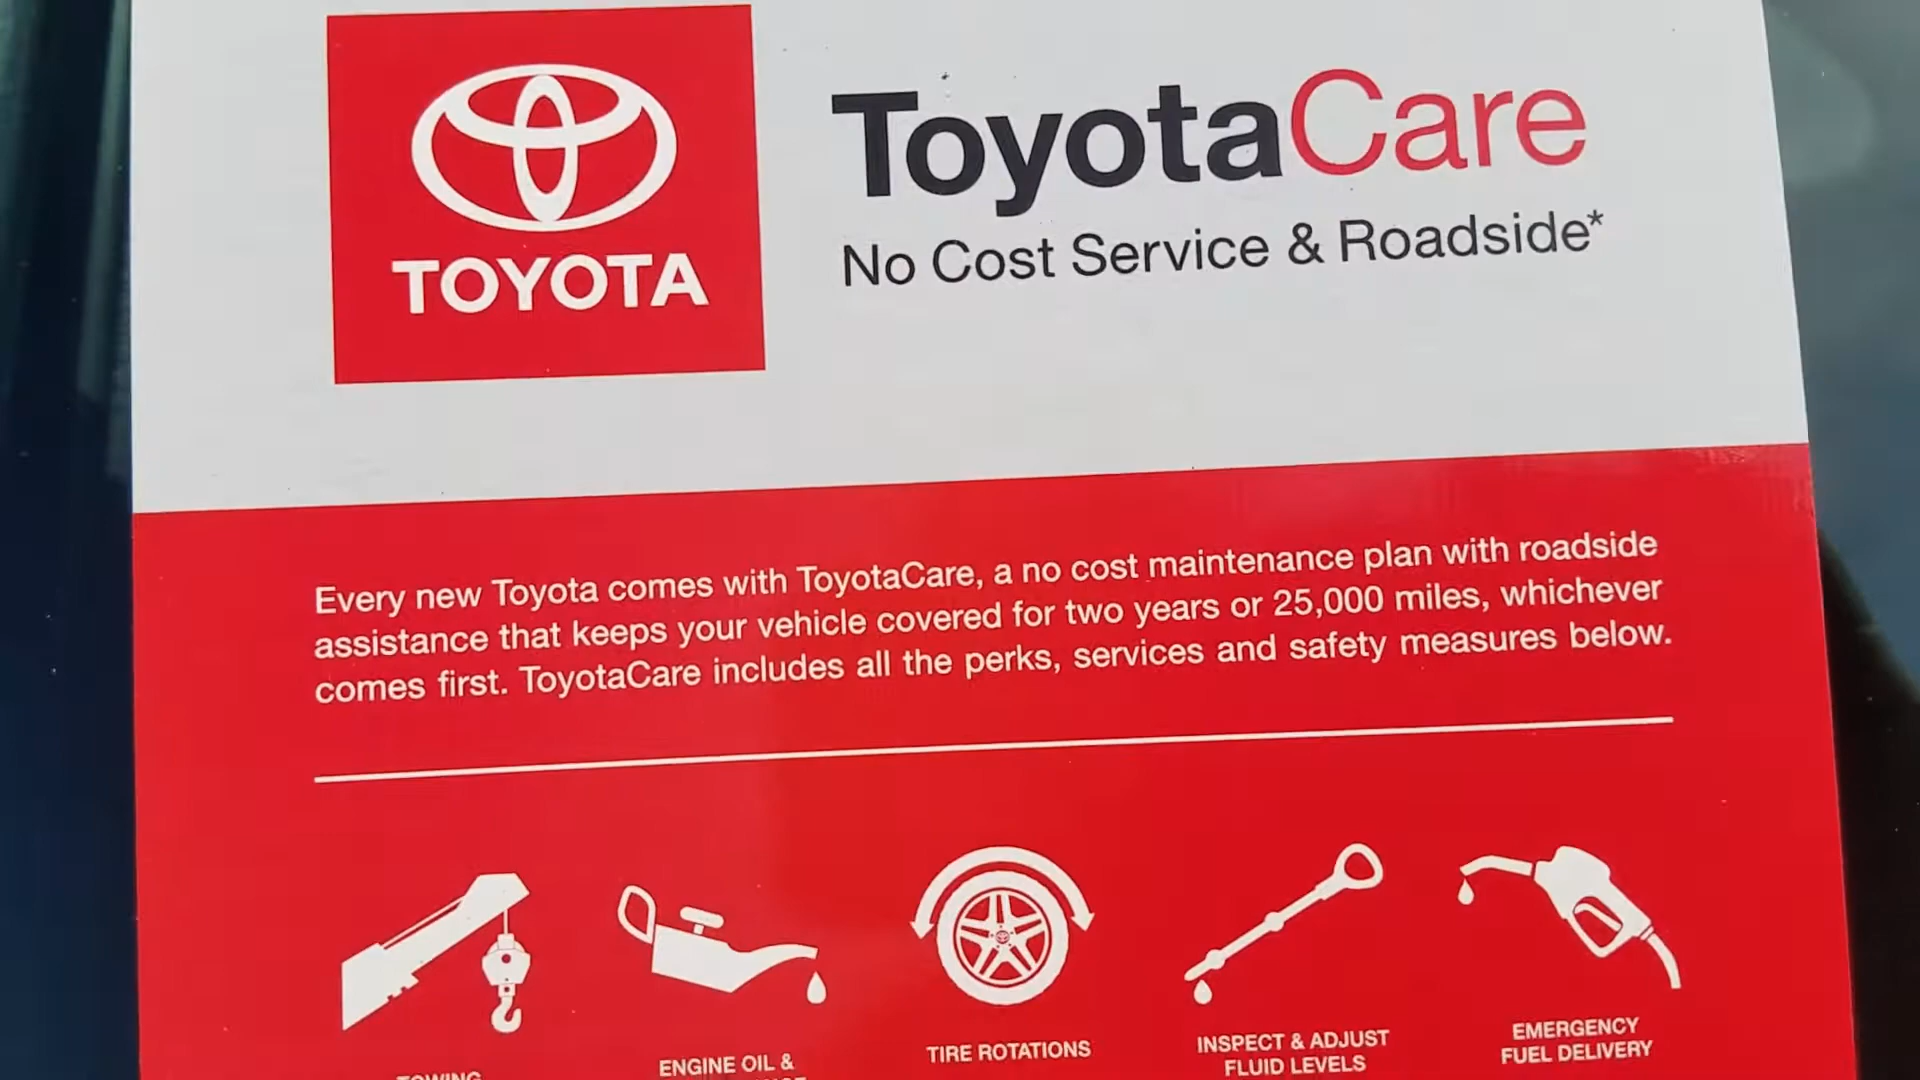 TOYOTA
ToyotaCare
No Cost Service & Roadside*
Every new Toyota comes with ToyotaCare, a no cost maintenance plan with roadside
assistance that keeps your vehicle covered for two years or 25,000 miles, whichever
comes first. ToyotaCare includes all the perks, services and safety measures below.
TOWING
ENGINE OIL &
TIRE ROTATIONS
INSPECT & ADJUST
FLUID LEVELS
EMERGENCY
FUEL DELIVERY